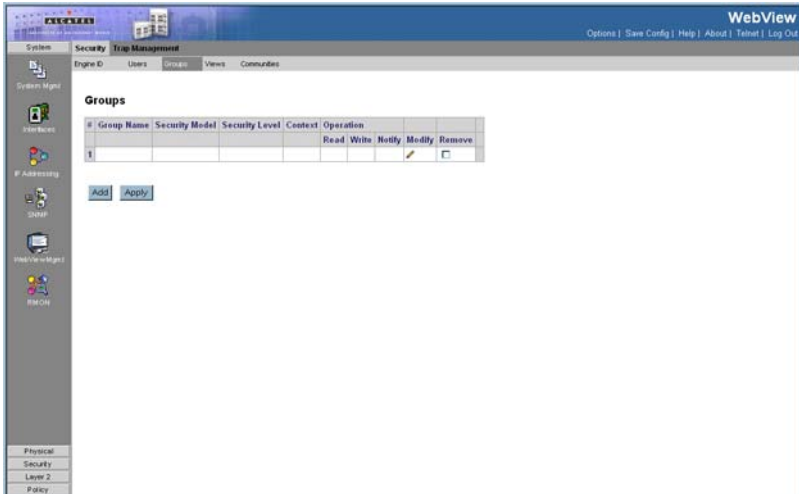 ALCATEL
WebView
Options | Save Config | Help | About | Telnet | Log Out
System
Security Trap Management
Engine ID Users Groups Views Communities
System Mgmt
Interfaces
IP Addressing
SNMP
WebViewMgmt
RMON
Groups
# Group Name Security Model Security Level Context Operation
Read Write Notify Modify Remove
1
Add Apply
Physical
Security
Layer 2
Policy